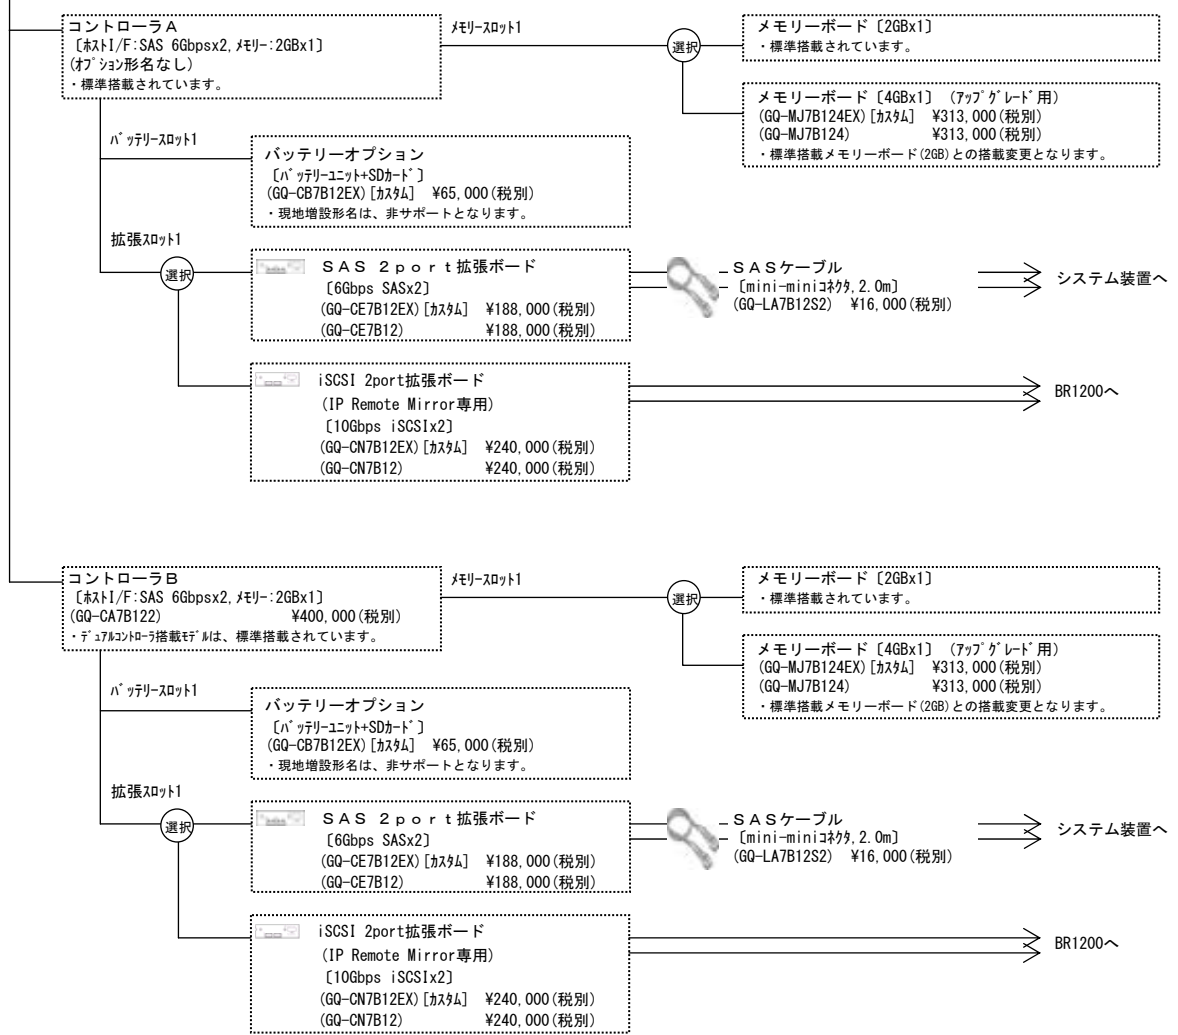 コントローラA
〔ﾎｽﾄI/F:SAS 6Gbpsx2,ﾒﾓﾘｰ:2GBx1〕
(ｵﾌﾟｼｮﾝ形名なし)
・標準搭載されています。
ﾒﾓﾘｰｽﾛｯﾄ1
選択
メモリーボード〔2GBx1〕
・標準搭載されています。
メモリーボード〔4GBx1〕 (ｱｯﾌﾟｸﾞﾚｰﾄﾞ用)
(GQ-MJ7B124EX)[ｶｽﾀﾑ] ¥313,000(税別)
(GQ-MJ7B124) ¥313,000(税別)
・標準搭載メモリーボード(2GB)との搭載変更となります。
ﾊﾞｯﾃﾘｰｽﾛｯﾄ1
バッテリーオプション
〔ﾊﾞｯﾃﾘｰﾕﾆｯﾄ+SDｶｰﾄﾞ〕
(GQ-CB7B12EX)[ｶｽﾀﾑ] ¥65,000(税別)
・現地増設形名は、非サポートとなります。
拡張ｽﾛｯﾄ1
選択
SAS 2port拡張ボード
〔6Gbps SASx2〕
(GQ-CE7B12EX)[ｶｽﾀﾑ] ¥188,000(税別)
(GQ-CE7B12) ¥188,000(税別)
SASケーブル
〔mini-miniｺﾈｸﾀ,2.0m〕
(GQ-LA7B12S2) ¥16,000(税別)
システム装置へ
iSCSI 2port拡張ボード
(IP Remote Mirror専用)
〔10Gbps iSCSIx2〕
(GQ-CN7B12EX)[ｶｽﾀﾑ] ¥240,000(税別)
(GQ-CN7B12) ¥240,000(税別)
BR1200へ
コントローラB
〔ﾎｽﾄI/F:SAS 6Gbpsx2,ﾒﾓﾘｰ:2GBx1〕
(GQ-CA7B122) ¥400,000(税別)
・ﾃﾞｭｱﾙｺﾝﾄﾛｰﾗ搭載ﾓﾃﾞﾙは、標準搭載されています。
ﾒﾓﾘｰｽﾛｯﾄ1
選択
メモリーボード〔2GBx1〕
・標準搭載されています。
メモリーボード〔4GBx1〕 (ｱｯﾌﾟｸﾞﾚｰﾄﾞ用)
(GQ-MJ7B124EX)[ｶｽﾀﾑ] ¥313,000(税別)
(GQ-MJ7B124) ¥313,000(税別)
・標準搭載メモリーボード(2GB)との搭載変更となります。
ﾊﾞｯﾃﾘｰｽﾛｯﾄ1
バッテリーオプション
〔ﾊﾞｯﾃﾘｰﾕﾆｯﾄ+SDｶｰﾄﾞ〕
(GQ-CB7B12EX)[ｶｽﾀﾑ] ¥65,000(税別)
・現地増設形名は、非サポートとなります。
拡張ｽﾛｯﾄ1
選択
SAS 2port拡張ボード
〔6Gbps SASx2〕
(GQ-CE7B12EX)[ｶｽﾀﾑ] ¥188,000(税別)
(GQ-CE7B12) ¥188,000(税別)
SASケーブル
〔mini-miniｺﾈｸﾀ,2.0m〕
(GQ-LA7B12S2) ¥16,000(税別)
システム装置へ
iSCSI 2port拡張ボード
(IP Remote Mirror専用)
〔10Gbps iSCSIx2〕
(GQ-CN7B12EX)[ｶｽﾀﾑ] ¥240,000(税別)
(GQ-CN7B12) ¥240,000(税別)
BR1200へ